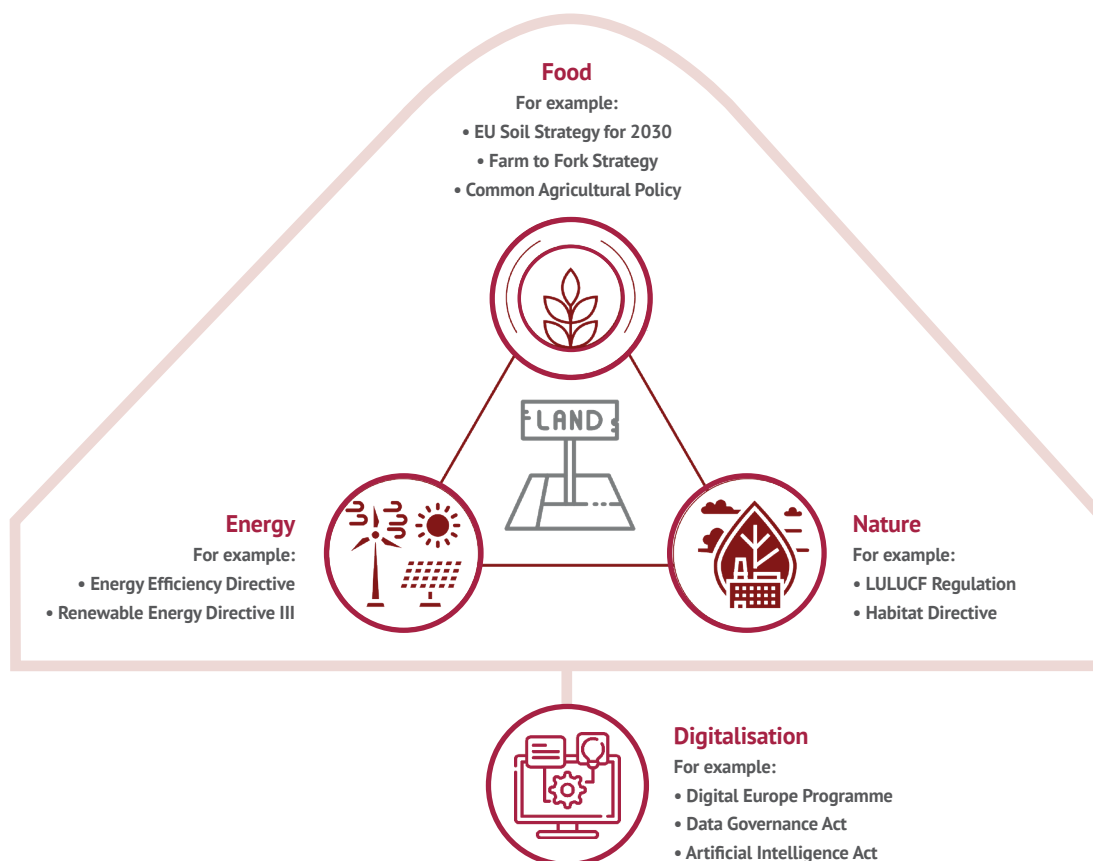 Food
For example:
• EU Soil Strategy for 2030
• Farm to Fork Strategy
• Common Agricultural Policy
LAND
Energy
For example:
• Energy Efficiency Directive
• Renewable Energy Directive III
Nature
For example:
• LULUCF Regulation
• Habitat Directive
Digitalisation
For example:
• Digital Europe Programme
• Data Governance Act
• Artificial Intelligence Act